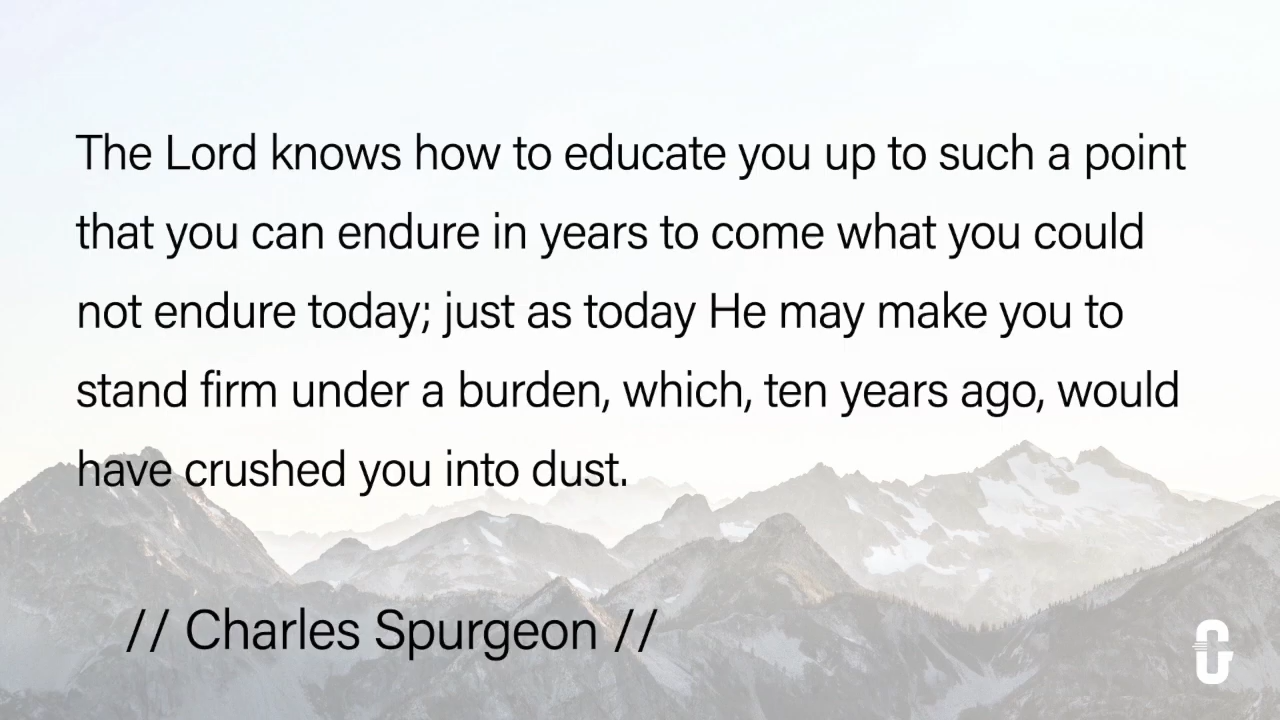 The Lord knows how to educate you up to such a point
that you can endure in years to come what you could
not endure today; just as today He may make you to
stand firm under a burden, which, ten years ago, would
have crushed you into dust.
// Charles Spurgeon //